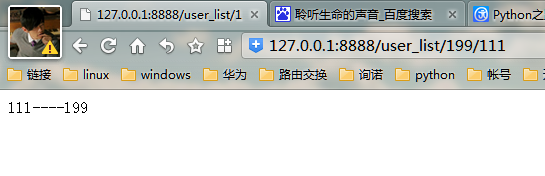 127.0.0.1:8888/user_list/1
聆听生命的声音_百度搜索
Python之
127.0.0.1:8888/user_list/199/111
链接 linux windows 华为 路由交换 询诺 python 帐号
111----199